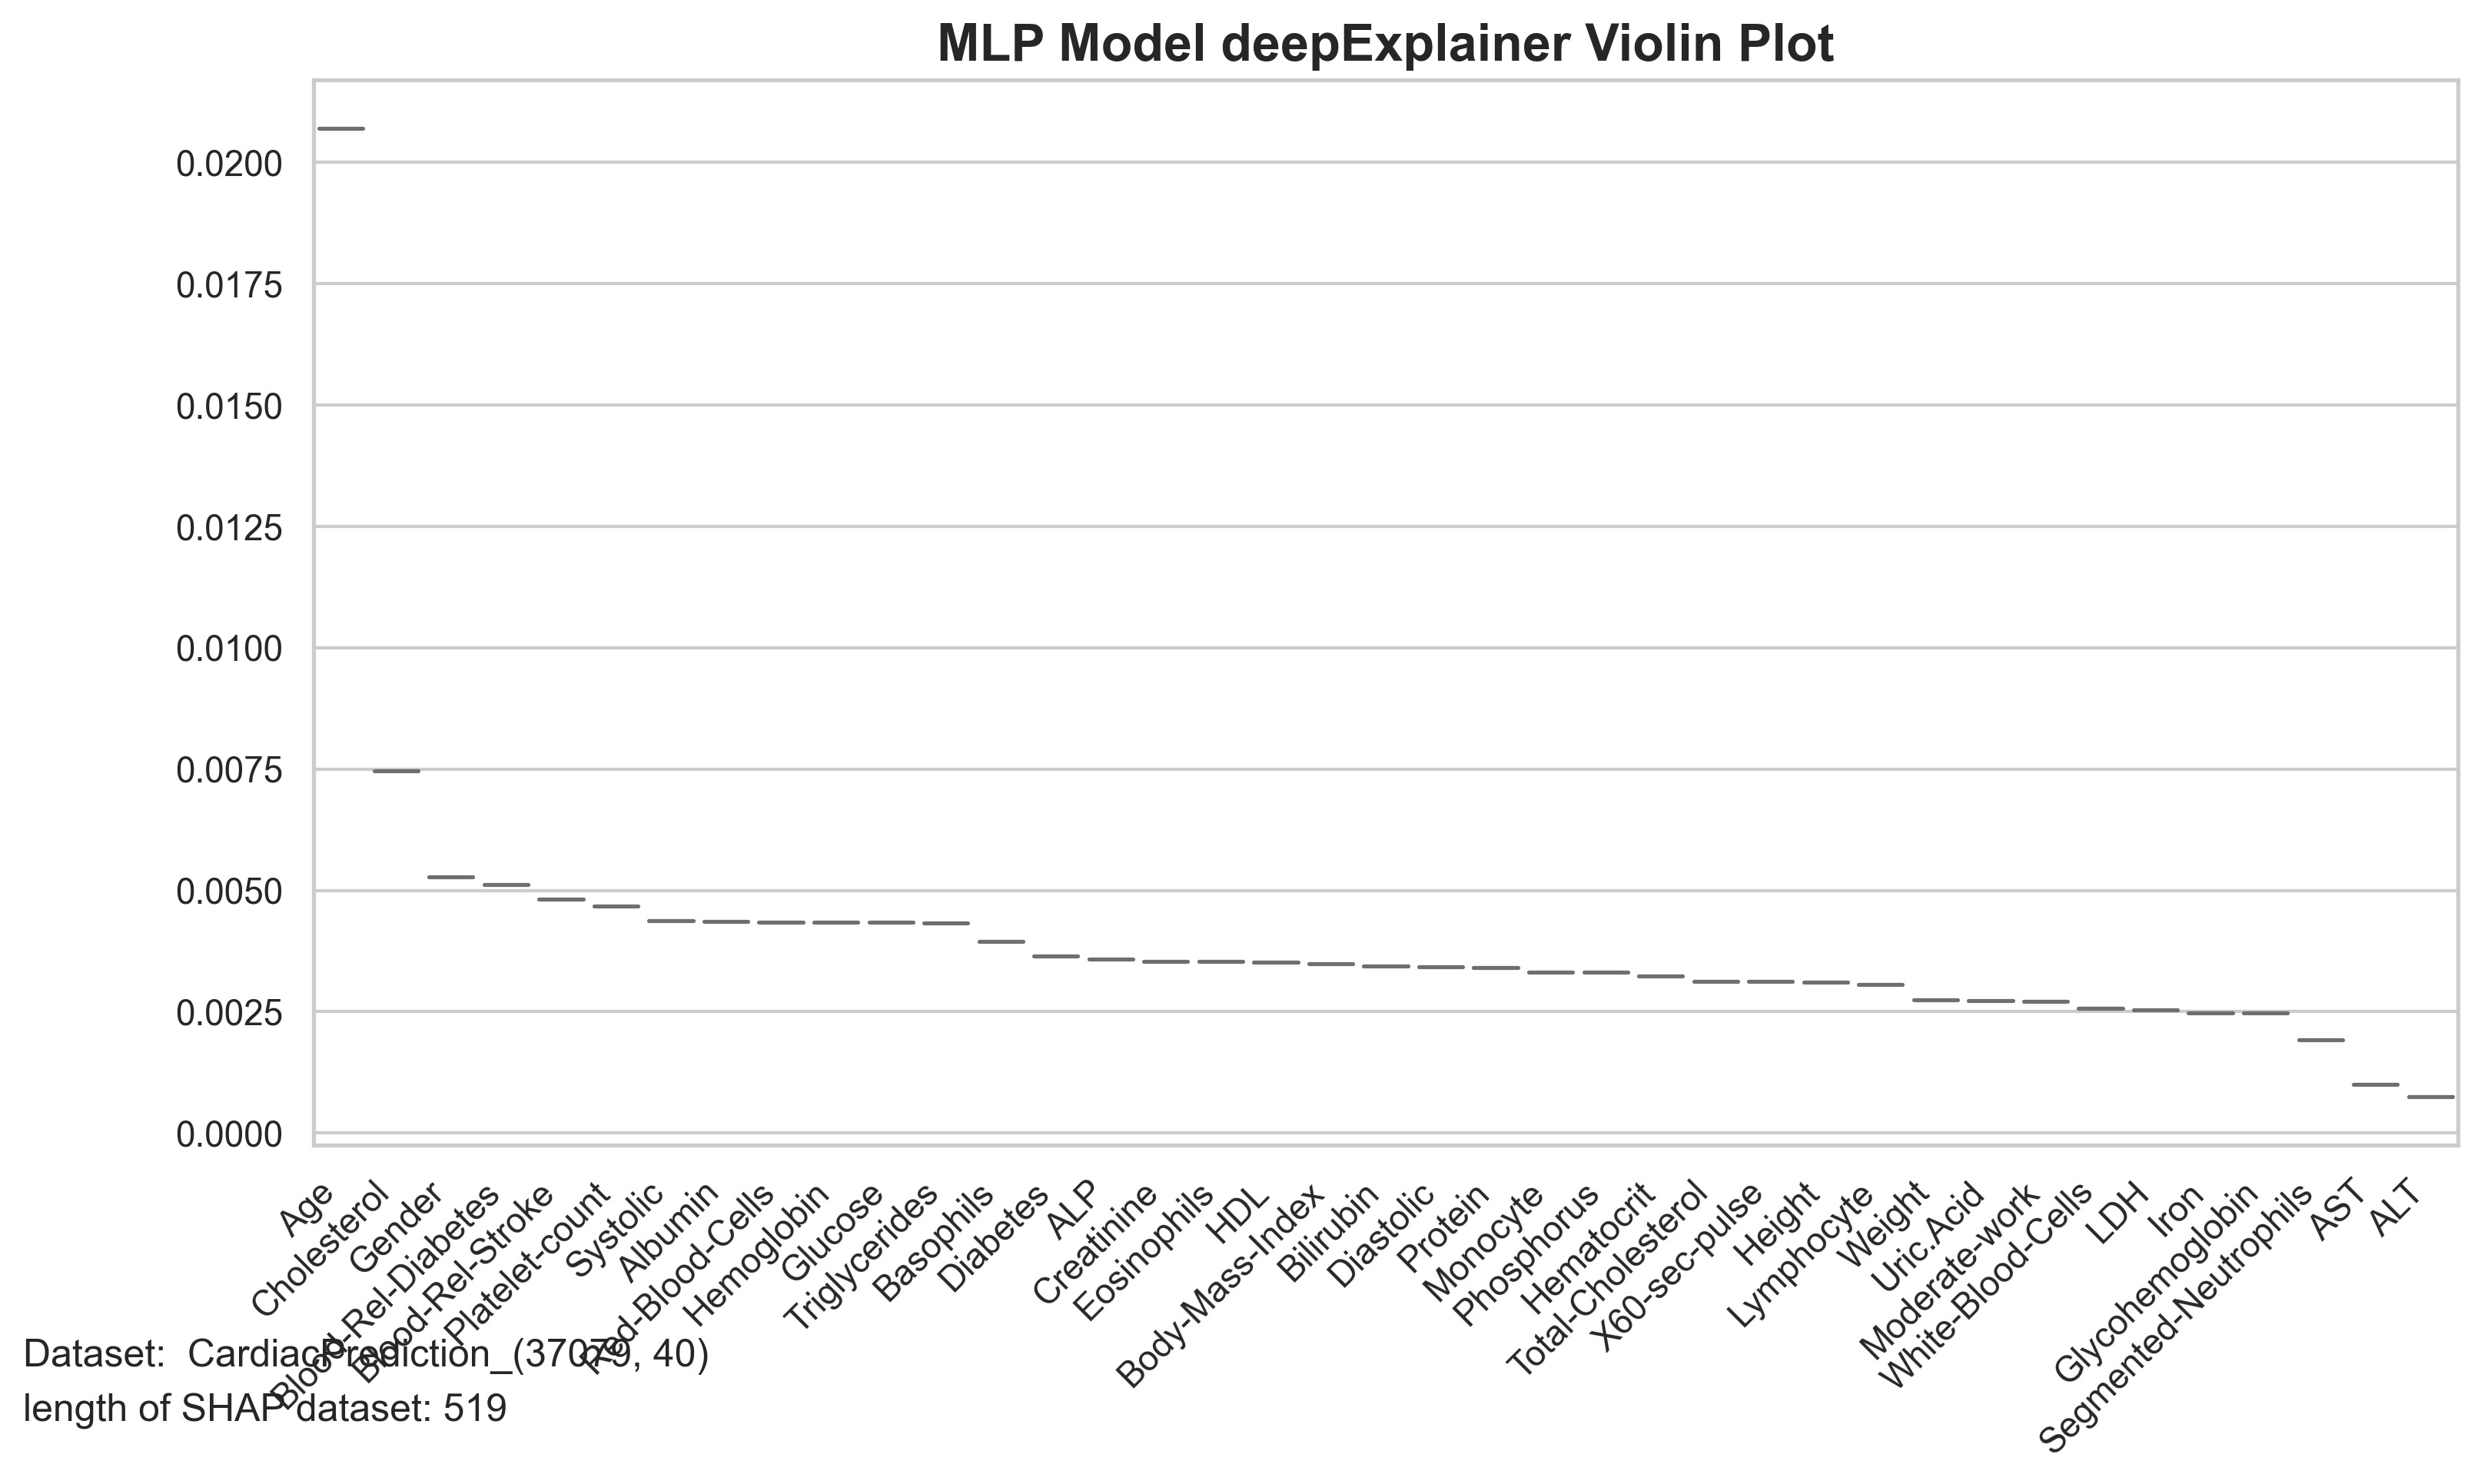 MLP Model deepExplainer Violin Plot
0.0200
0.0175
0.0150
0.0125
0.0100
0.0075
0.0050
0.0025
0.0000
Age
Cholesterol
Gender
Blood-Rel-Diabetes
Blood-Rel-Stroke
Platelet-count
Systolic
Albumin
Red-Blood-Cells
Hemoglobin
Glucose
Triglycerides
Basophils
Diabetes
ALP
Creatinine
Eosinophils
HDL
Body-Mass-Index
Bilirubin
Diastolic
Protein
Monocyte
Phosphorus
Hematocrit
Total-Cholesterol
X60-sec-pulse
Height
Lymphocyte
Weight
Uric.Acid
Moderate-work
White-Blood-Cells
LDH
Iron
Glycohemoglobin
Segmented-Neutrophils
AST
ALT
Dataset: CardiacPrediction_(37079, 40)
length of SHAP dataset: 519